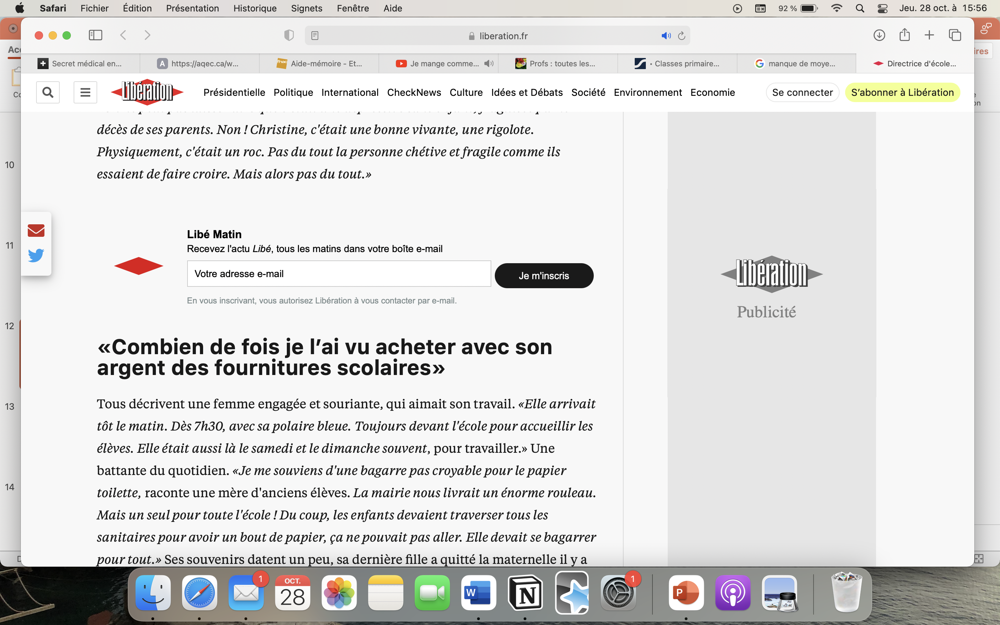 Safari Fichier Édition Présentation Historique Signets Fenêtre Aide 92 % Jeu. 28 oct. à 15:56
liberation.fr
Secret médical en... A https://aqec.ca/w... fnac Aide-mémoire - Et... Je mange comme... Profs : toutes les... • Classes primaire... G manque de moye... Directrice d'école...
Libération Présidentielle Politique International CheckNews Culture Idées et Débats Société Environnement Economie Se connecter S’abonner à Libération
décès de ses parents. Non ! Christine, c'était une bonne vivante, une rigolote.
Physiquement, c'était un roc. Pas du tout la personne chétive et fragile comme ils
essaient de faire croire. Mais alors pas du tout.»
Libé Matin
Recevez l'actu Libé, tous les matins dans votre boîte e-mail
Votre adresse e-mail
Je m'inscris
En vous inscrivant, vous autorisez Libération à vous contacter par e-mail.
«Combien de fois je l’ai vu acheter avec son
argent des fournitures scolaires»
Tous décrivent une femme engagée et souriante, qui aimait son travail. «Elle arrivait
tôt le matin. Dès 7h30, avec sa polaire bleue. Toujours devant l'école pour accueillir les
élèves. Elle était aussi là le samedi et le dimanche souvent, pour travailler.» Une
battante du quotidien. «Je me souviens d'une bagarre pas croyable pour le papier
toilette, raconte une mère d'anciens élèves. La mairie nous livrait un énorme rouleau.
Mais un seul pour toute l'école ! Du coup, les enfants devaient traverser tous les
sanitaires pour avoir un bout de papier, ça ne pouvait pas aller. Elle devait se bagarrer
pour tout.» Ses souvenirs datent un peu, sa dernière fille a quitté la maternelle il y a
Libération
Publicité
10
11
12
13
14
1
OCT.
28
W
N
1
P